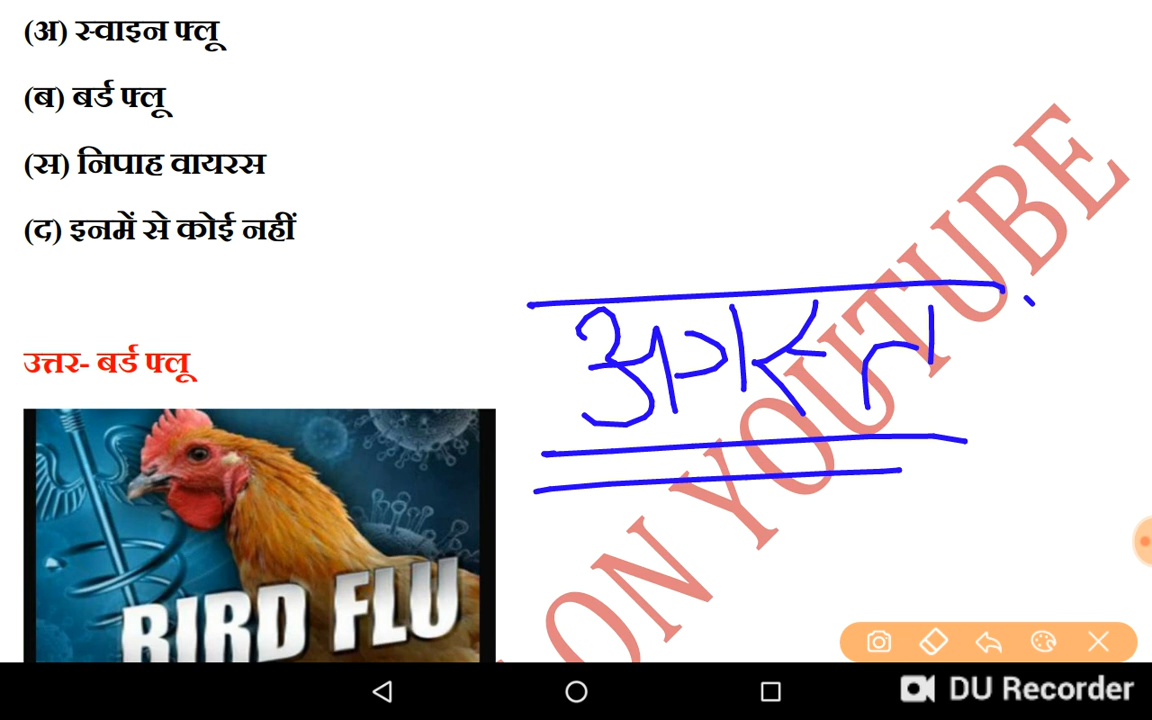 (अ) स्वाइन फ्लू
(ब) बर्ड फ्लू
(स) निपाह वायरस
(द) इनमें से कोई नहीं
उत्तर- बर्ड फ्लू
BIRD FLU
ON YOUTUBE
DU Recorder